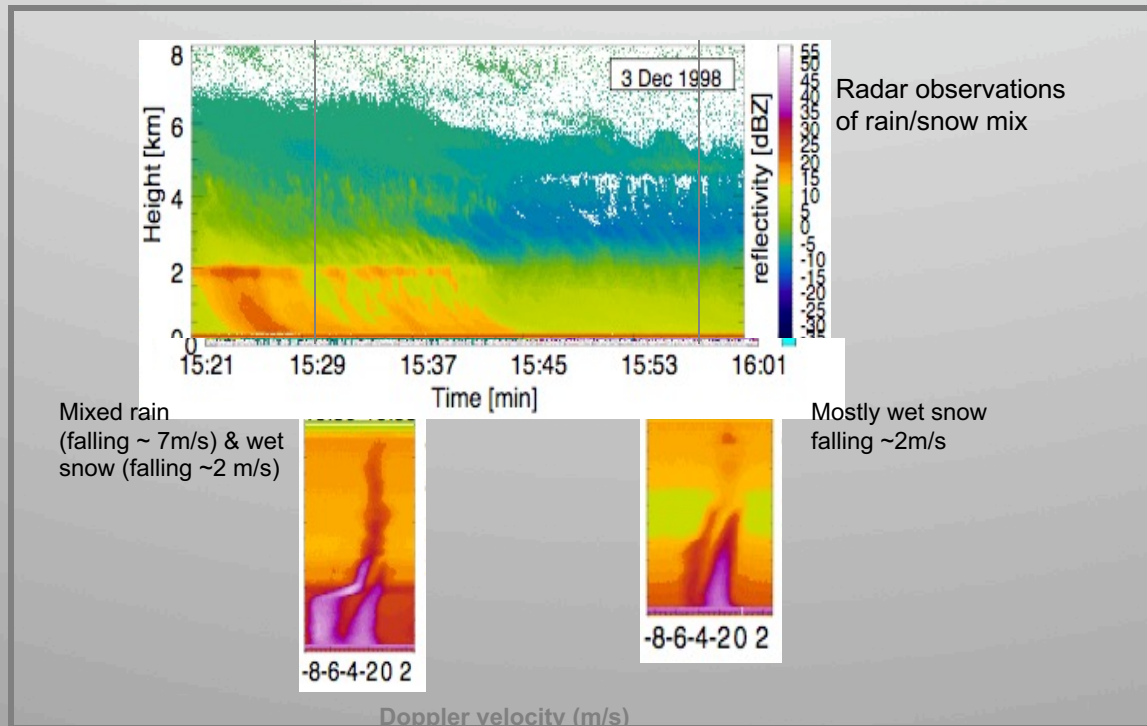 8
6
4
2
0
0
Height [km]
3 Dec 1998
15:21 15:29 15:37 15:45 15:53 16:01
Time [min]
reflectivity [dBZ]
55
50
45
40
35
30
25
20
15
10
5
0
-5
-10
-15
-20
-25
-30
Radar observations
of rain/snow mix
Mixed rain
(falling ~ 7m/s) & wet
snow (falling ~2 m/s)
Mostly wet snow
falling ~2m/s
-8-6-4-20 2
-8-6-4-20 2
Doppler velocity (m/s)